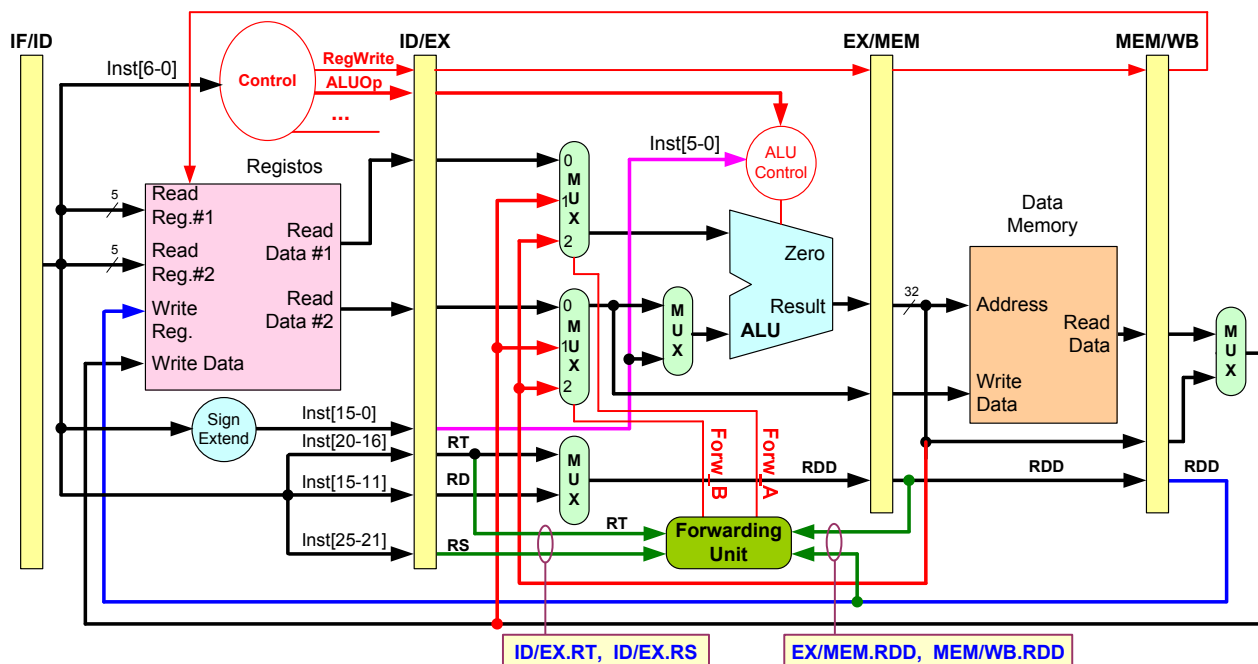 IF/ID
ID/EX
EX/MEM
MEM/WB
Inst[6-0]
Control
RegWrite
ALUOp
...
Registos
5
Read
Reg.#1
5
Read
Reg.#2
Write
Reg.
Write Data
Read
Data #1
Read
Data #2
Sign
Extend
Inst[15-0]
Inst[20-16]
Inst[15-11]
Inst[25-21]
RT
RD
RT
RS
0
1
2
MUX
0
1
2
MUX
MUX
MUX
Inst[5-0]
ALU
Control
Zero
Result
ALU
Forw_B
Forw_A
Forwarding
Unit
RDD
32
Data
Memory
Address
Read
Data
Write
Data
RDD
RDD
MUX
ID/EX.RT, ID/EX.RS
EX/MEM.RDD, MEM/WB.RDD